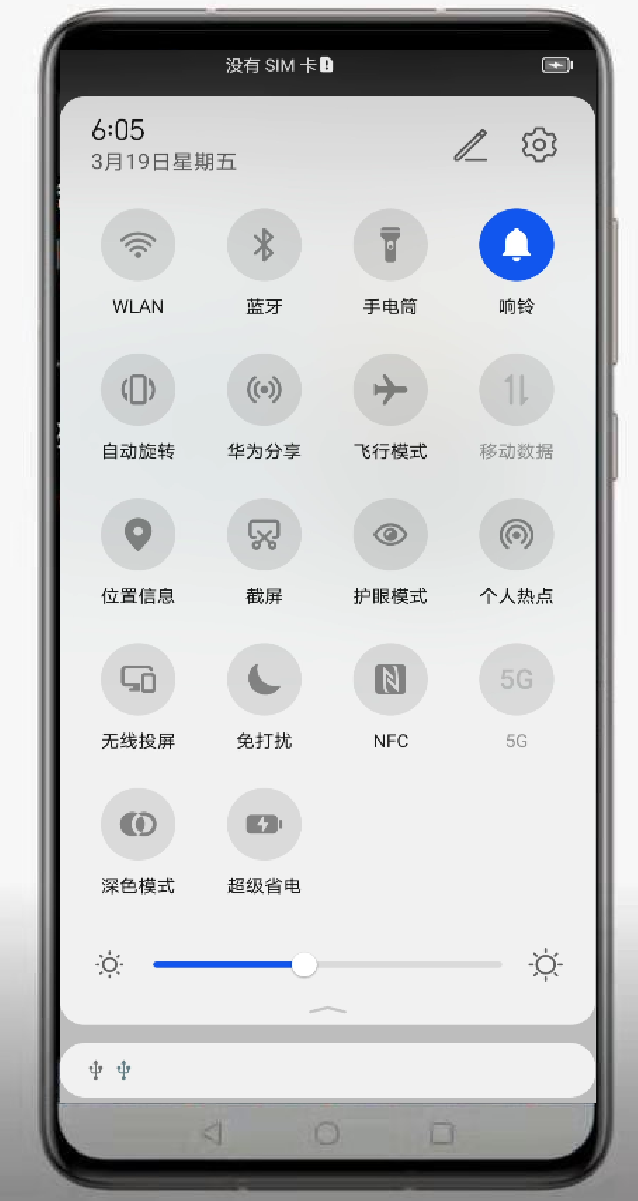 没有 SIM 卡
6:05
3月19日星期五
WLAN
蓝牙
手电筒
响铃
自动旋转
华为分享
飞行模式
移动数据
位置信息
截屏
护眼模式
个人热点
无线投屏
免打扰
NFC
5G
5G
深色模式
超级省电